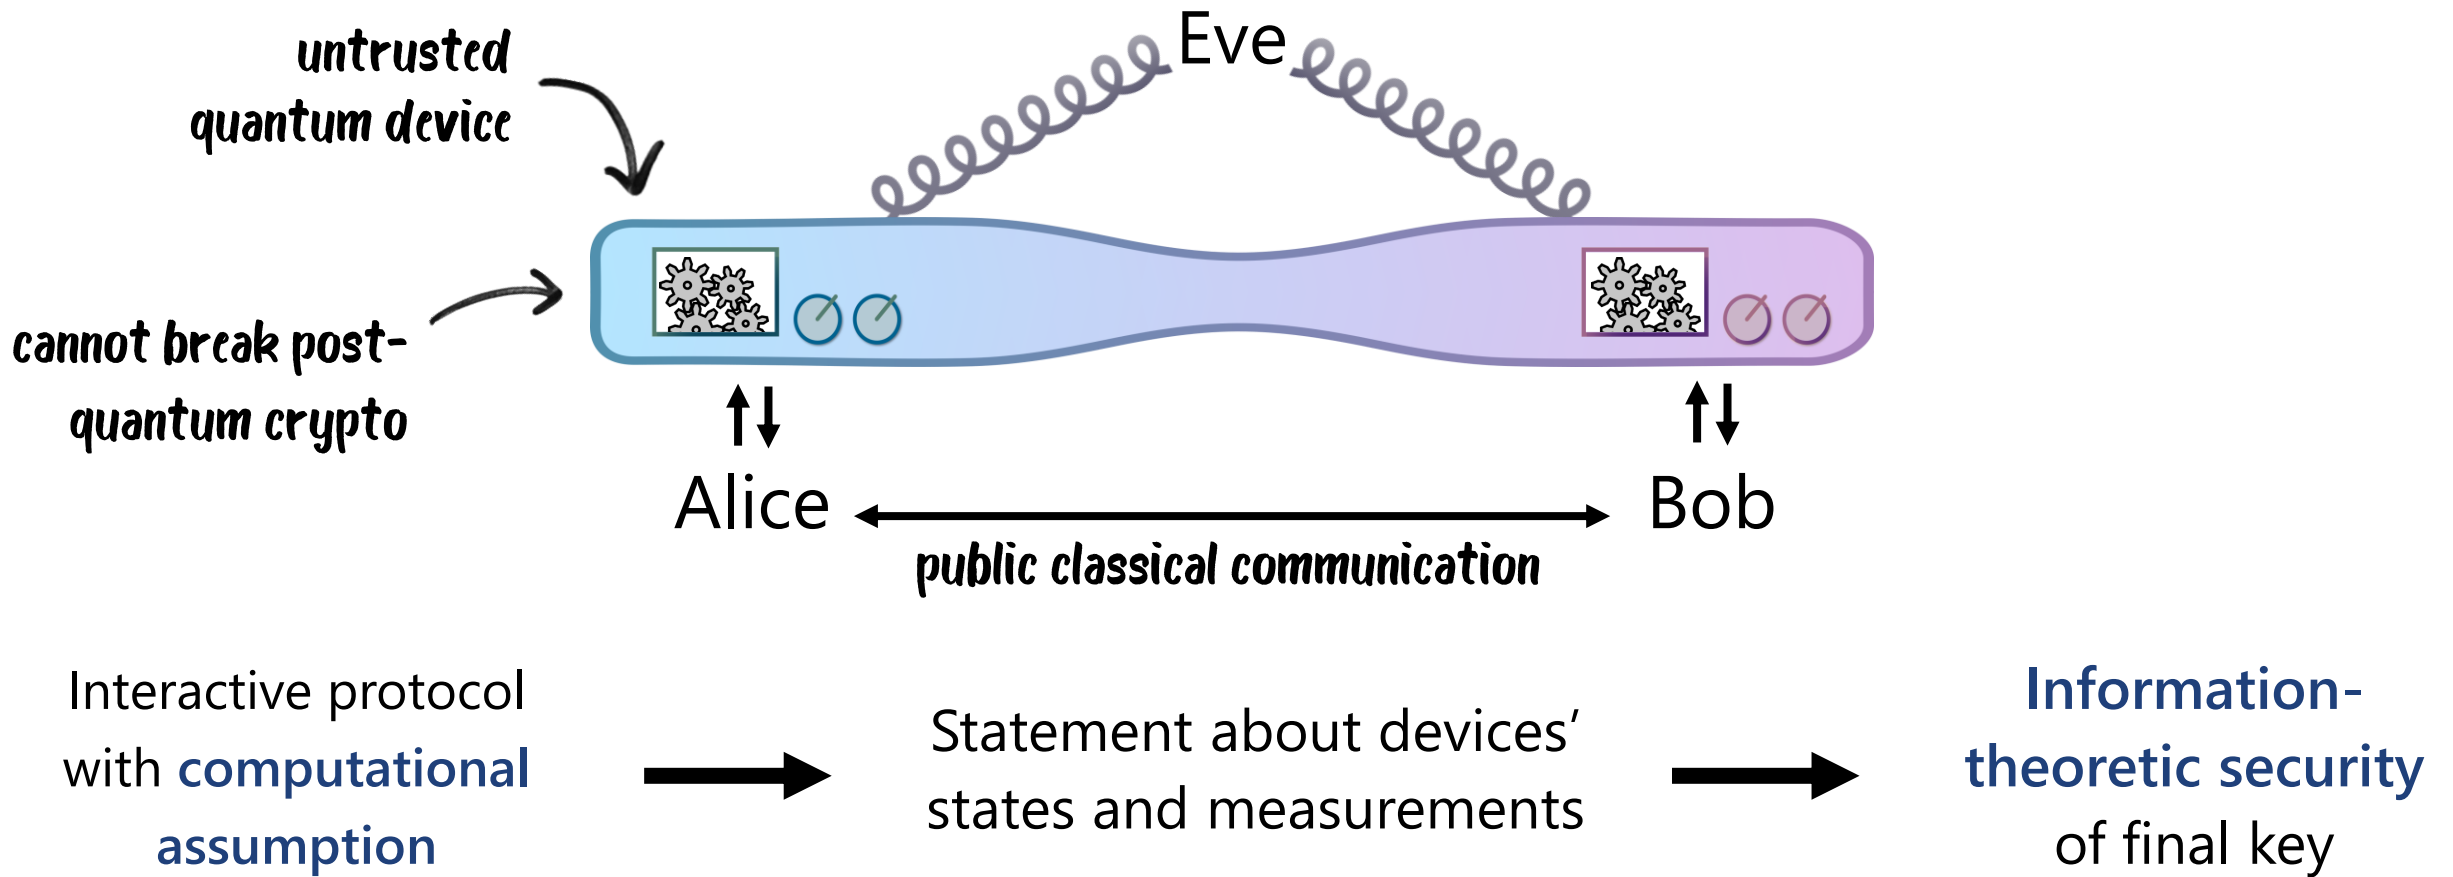 Eve
untrusted
quantum device
cannot break post-
quantum crypto
Alice
Bob
public classical communication
Interactive protocol
with computational
assumption
Statement about devices’
states and measurements
Information-
theoretic security
of final key